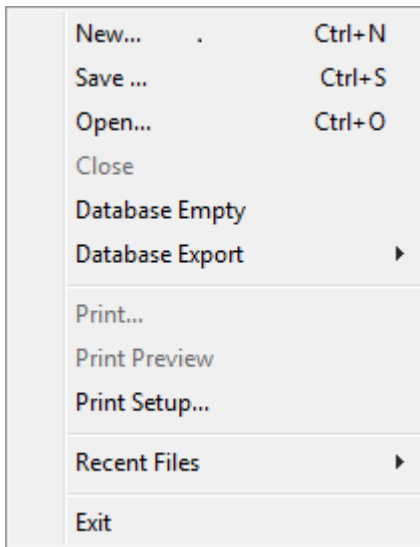 New... . Ctrl+N
Save ... Ctrl+S
Open... Ctrl+O
Close
Database Empty
Database Export
Print...
Print Preview
Print Setup...
Recent Files
Exit